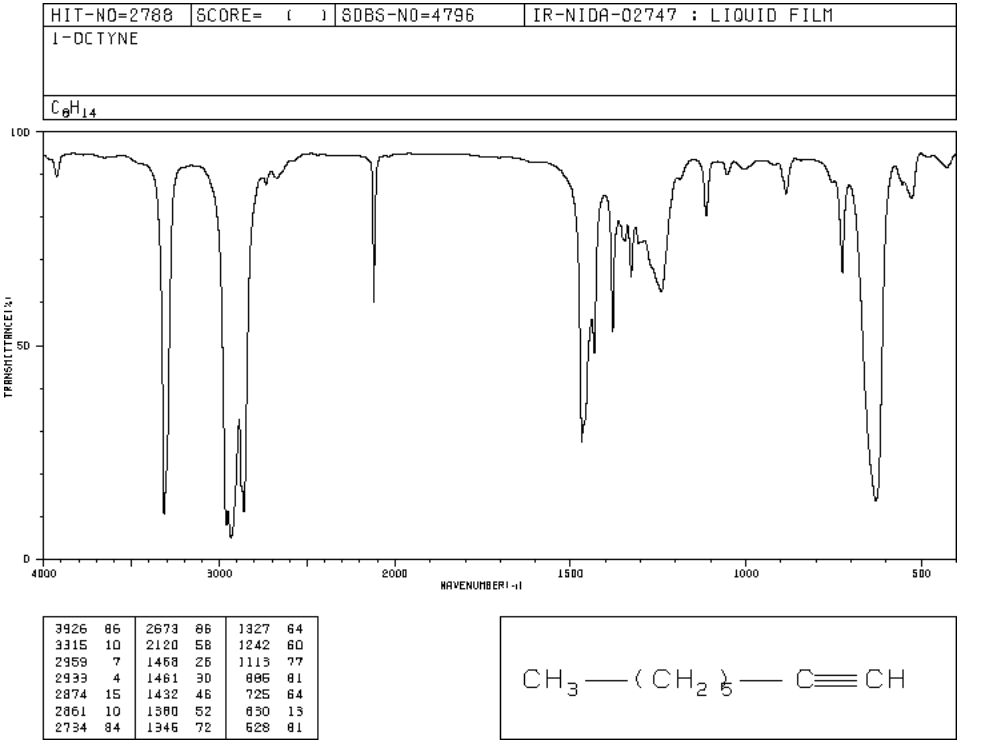 HIT-NO=2788 SCORE= ( ) SDBS-NO=4796 IR-NIDA-02747 : LIQUID FILM
1-OCTYNE
C8H14
100
50
0
TRANSMITTANCE(%)
4000 3000 2000 1500 1000 500
WAVENUMBER(-1)
3926 86 2673 86 1327 64
3315 10 2120 58 1242 60
2959 7 1468 26 1113 77
2933 4 1461 30 886 81
2874 15 1432 46 725 64
2861 10 1380 52 630 13
2734 84 1346 72 528 81
CH3—(CH2)5—C≡CH